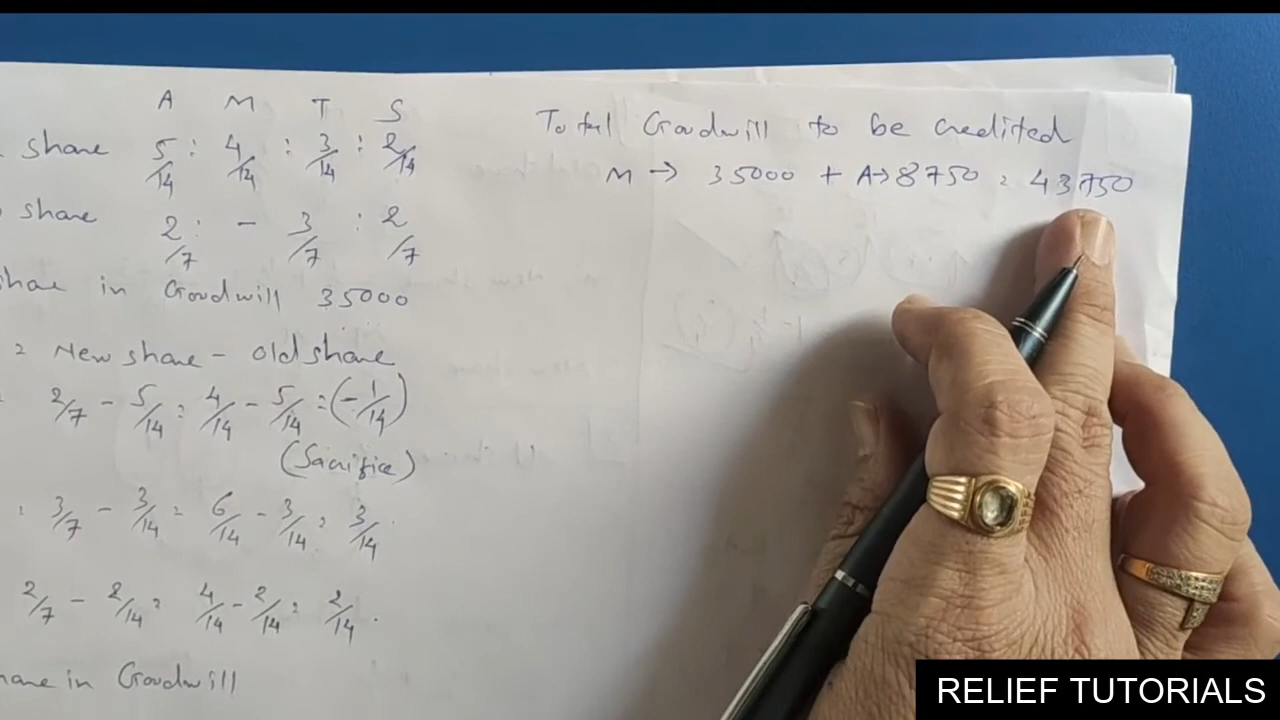 A M T S
share 5/14 : 4/14 : 3/14 : 2/14
share 2/7 : - 3/7 : 2/7
in Goodwill 35000
= New share - old share
2/7 - 5/14 = 4/14 - 5/14 = (-1/14)
(Sacrifice)
= 3/7 - 3/14 = 6/14 - 3/14 = 3/14.
2/7 - 2/14 = 4/14 - 2/14 = 2/14.
in Goodwill
Total Goodwill to be credited
M → 35000 + A → 8750 = 43750
RELIEF TUTORIALS